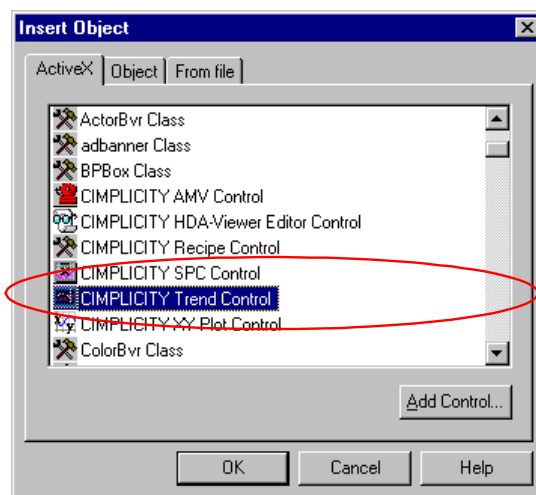 Insert Object
ActiveX Object From file
ActorBvr Class
adbanner Class
BPBox Class
CIMPLICITY AMV Control
CIMPLICITY HDA-Viewer Editor Control
CIMPLICITY Recipe Control
CIMPLICITY SPC Control
CIMPLICITY Trend Control
CIMPLICITY XY Plot Control
ColorBvr Class
Add Control...
OK Cancel Help